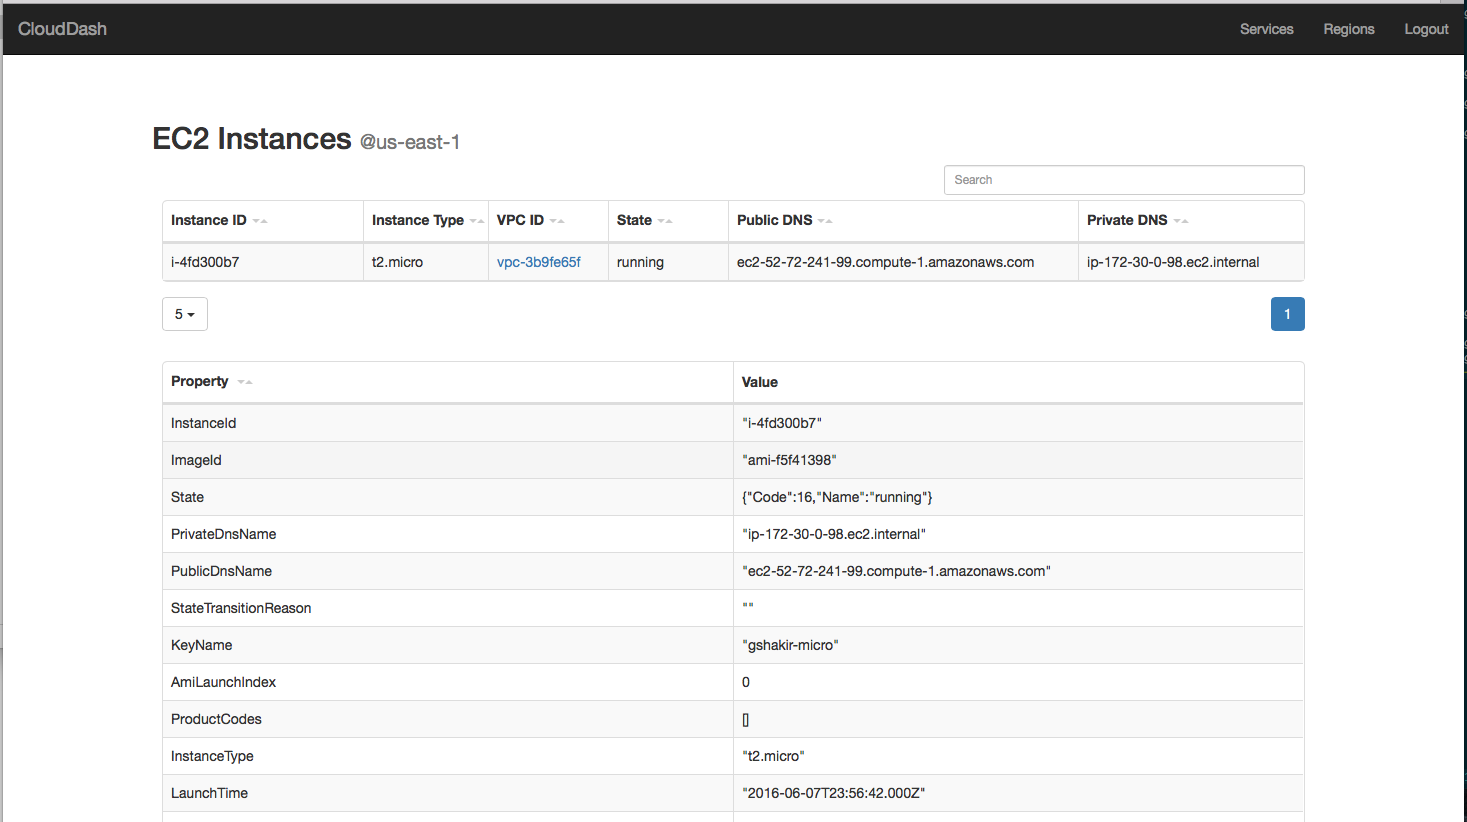 CloudDash Services Regions Logout
EC2 Instances @us-east-1
Search
Instance ID Instance Type VPC ID State Public DNS Private DNS
i-4fd300b7 t2.micro vpc-3b9fe65f running ec2-52-72-241-99.compute-1.amazonaws.com ip-172-30-0-98.ec2.internal
5 1
Property Value
InstanceId "i-4fd300b7"
ImageId "ami-f5f41398"
State {"Code":16,"Name":"running"}
PrivateDnsName "ip-172-30-0-98.ec2.internal"
PublicDnsName "ec2-52-72-241-99.compute-1.amazonaws.com"
StateTransitionReason ""
KeyName "gshakir-micro"
AmiLaunchIndex 0
ProductCodes []
InstanceType "t2.micro"
LaunchTime "2016-06-07T23:56:42.000Z"